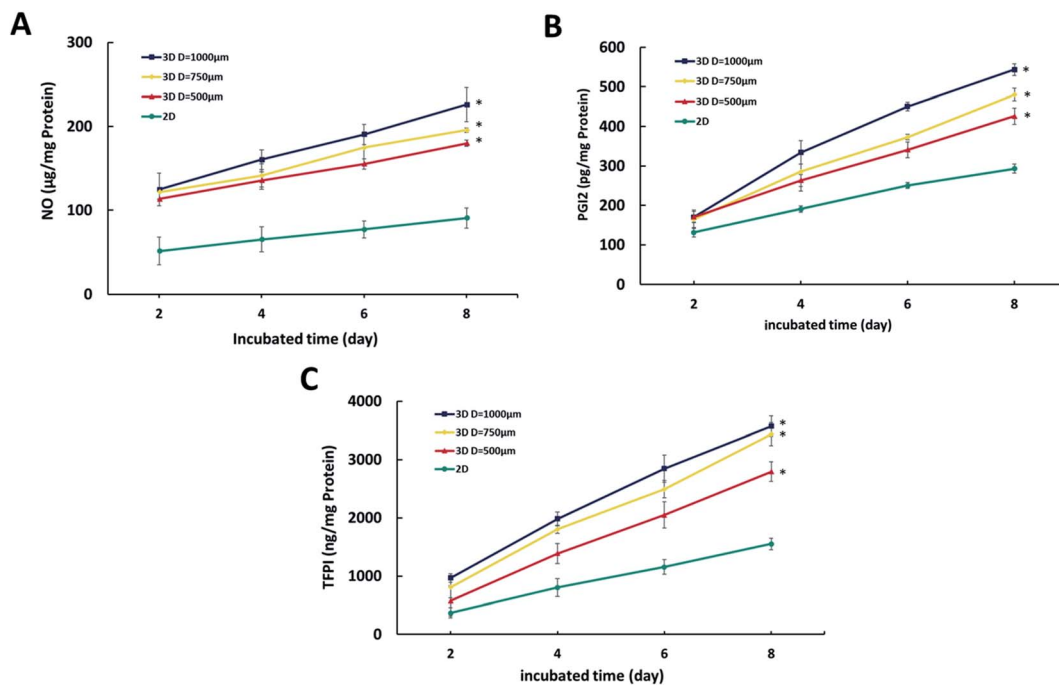 A
NO (µg/mg Protein)
300
200
100
0
3D D=1000µm
3D D=750µm
3D D=500µm
2D
*
*
*
2 4 6 8
Incubated time (day)
B
PGI2 (pg/mg Protein)
600
500
400
300
200
100
0
3D D=1000µm
3D D=750µm
3D D=500µm
2D
*
*
*
2 4 6 8
incubated time (day)
C
TFPI (ng/mg Protein)
4000
3000
2000
1000
0
3D D=1000µm
3D D=750µm
3D D=500µm
2D
*
*
*
2 4 6 8
incubated time (day)